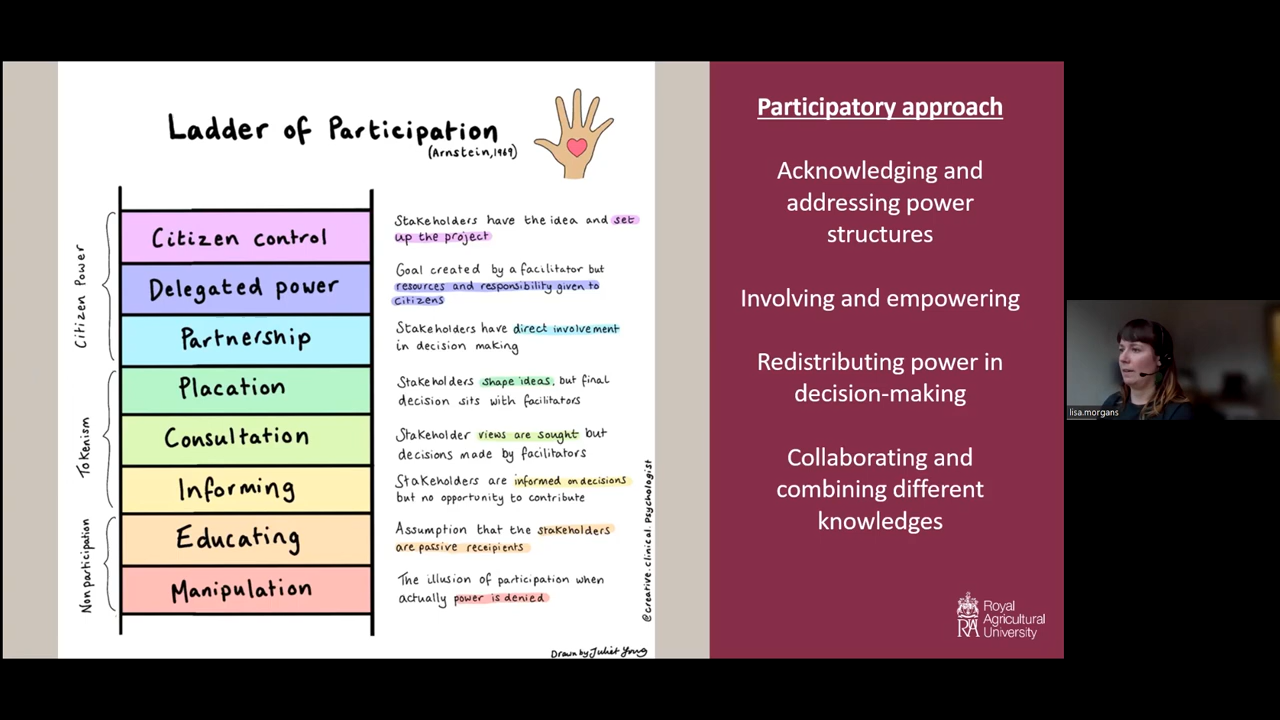 Ladder of Participation
(Arnstein, 1969)
Citizen Power
Citizen control
Stakeholders have the idea and set
up the project
Delegated power
Goal created by a facilitator but
resources and responsibility given to
citizens
Partnership
Stakeholders have direct involvement
in decision making
Tokenism
Placation
Stakeholders shape ideas, but final
decision sits with facilitators
Consultation
Stakeholder views are sought but
decisions made by facilitators
Informing
Stakeholders are informed on decisions
but no opportunity to contribute
Nonparticipation
Educating
Assumption that the stakeholders
are passive receipients
Manipulation
The illusion of participation when
actually power is denied
@creative.clinical.psychologist
Drawn by Juliet Young
Participatory approach
Acknowledging and
addressing power
structures
Involving and empowering
Redistributing power in
decision-making
Collaborating and
combining different
knowledges
RAU
Royal
Agricultural
University
lisa.morgans